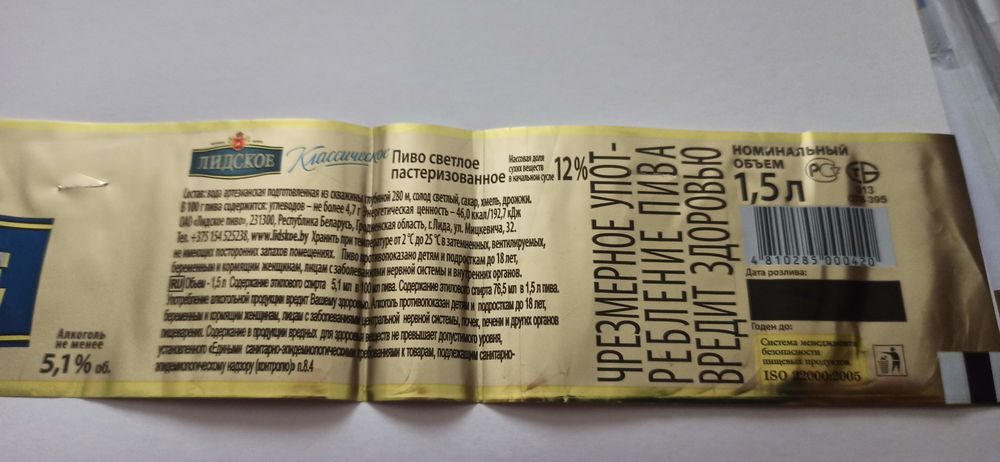 Алкоголь
не менее
5,1% об.
ЛИДСКОЕ
Классическое
Пиво светлое
пастеризованное
Массовая доля
сухих веществ
в начальном сусле
12%
Состав: вода артезианская подготовленная из скважины глубиной 280 м, солод светлый, сахар, хмель, дрожжи.
В 100 г пива содержится: углеводов – не более 4,7 г Энергетическая ценность – 46,0 ккал/192,7 кДж
ОАО «Лидское пиво», 231300, Республика Беларусь, Гродненская область, г.Лида, ул. Мицкевича, 32.
Тел. +375 154 525238, www.lidskoe.by Хранить при температуре от 2°С до 25°С в затемненных, вентилируемых,
не имеющих посторонних запахов помещениях. Пиво противопоказано детям и подросткам до 18 лет,
беременным и кормящим женщинам, лицам с заболеваниями нервной системы и внутренних органов.
RU Объем - 1,5 л Содержание этилового спирта 5,1 мл в 100 мл пива. Содержание этилового спирта 76,5 мл в 1,5 л пива.
Употребление алкогольной продукции вредит Вашему здоровью. Алкоголь противопоказан детям и подросткам до 18 лет,
беременным и кормящим женщинам, лицам с заболеваниями центральной нервной системы, почек, печени и других органов
пищеварения. Содержание в продукции вредных для здоровья веществ не превышает допустимого уровня,
установленного «Едиными санитарно-эпидемиологическими требованиями к товарам, подлежащим санитарно-
эпидемиологическому надзору (контролю)» п.8.4
ЧРЕЗМЕРНОЕ УПОТ-
РЕБЛЕНИЕ ПИВА
ВРЕДИТ ЗДОРОВЬЮ
НОМИНАЛЬНЫЙ
ОБЪЕМ
1,5 л
РСТ
013
078 395
4 810285 000420
Дата розлива:
Годен до:
Система менеджмента
безопасности
пищевых продуктов
ISO 22000:2005